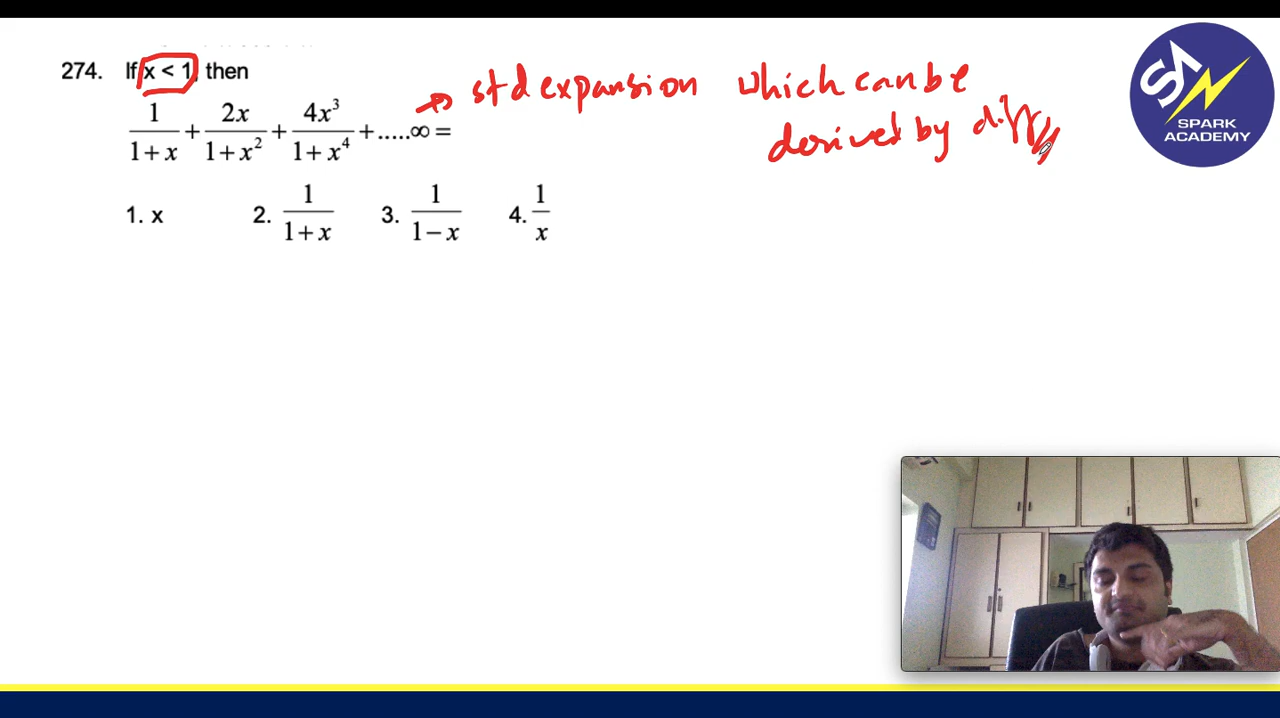 274. If x < 1, then
1/(1+x) + 2x/(1+x²) + 4x³/(1+x⁴) + .....∞ =
→ std expansion which can be
derived by diff
1. x 2. 1/(1+x) 3. 1/(1−x) 4. 1/x
SPARK
ACADEMY